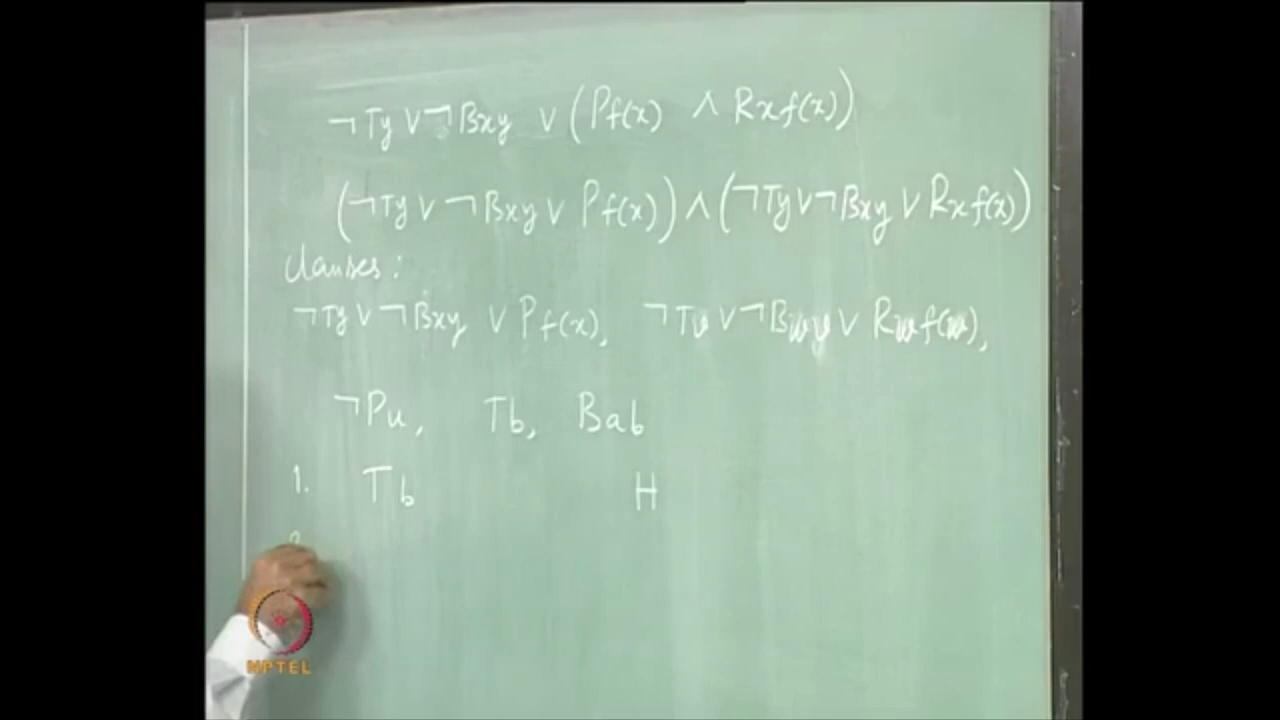 ¬Ty ∨ ¬Bxy ∨ (Pf(x) ∧ Rxf(x))
(¬Ty ∨ ¬Bxy ∨ Pf(x)) ∧ (¬Ty ∨ ¬Bxy ∨ Rxf(x))
Clauses:
¬Ty ∨ ¬Bxy ∨ Pf(x), ¬Tv ∨ ¬Bwv ∨ Rwf(w),
¬Pu, Tb, Bab
1. Tb H
NPTEL